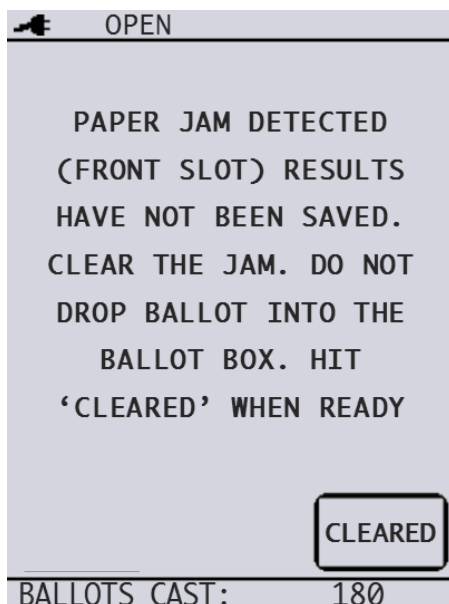 OPEN
PAPER JAM DETECTED
(FRONT SLOT) RESULTS
HAVE NOT BEEN SAVED.
CLEAR THE JAM. DO NOT
DROP BALLOT INTO THE
BALLOT BOX. HIT
‘CLEARED’ WHEN READY
CLEARED
BALLOTS CAST: 180